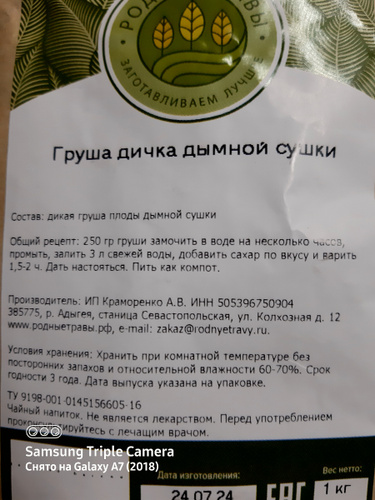 РОДНЫЕ ТРАВЫ
ЗАГОТАВЛИВАЕМ ЛУЧШЕЕ
Груша дичка дымной сушки
Состав: дикая груша плоды дымной сушки
Общий рецепт: 250 гр груши замочить в воде на несколько часов,
промыть, залить 3 л свежей воды, добавить сахар по вкусу и варить
1,5-2 ч. Дать настояться. Пить как компот.
Производитель: ИП Краморенко А.В. ИНН 505396750904
385775, р. Адыгея, станица Севастопольская, ул. Колхозная д. 12
www.родныетравы.рф, e-mail: zakaz@rodnyetravy.ru.
Условия хранения: Хранить при комнатной температуре без
посторонних запахов и относительной влажности 60-70%. Срок
годности 3 года. Дата выпуска указана на упаковке.
ТУ 9198-001-0145156605-16
Чайный напиток. Не является лекарством. Перед употреблением
проконсультируйтесь с лечащим врачом.
Samsung Triple Camera
Снято на Galaxy A7 (2018)
Дата изготовления:
24.07.24
EAC
Вес нетто:
1 кг